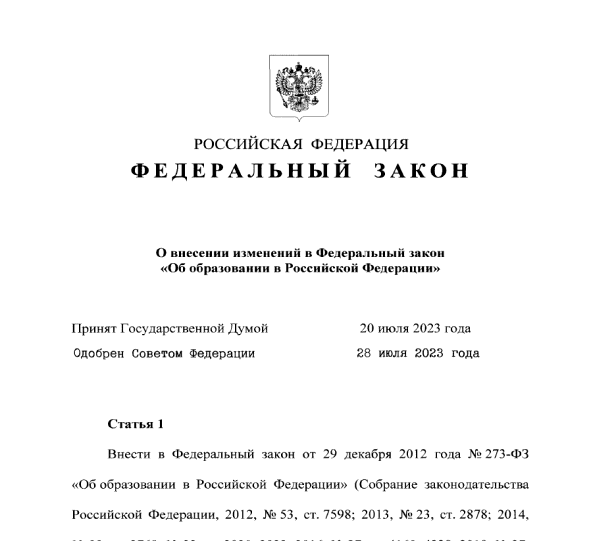 РОССИЙСКАЯ ФЕДЕРАЦИЯ
ФЕДЕРАЛЬНЫЙ ЗАКОН
О внесении изменений в Федеральный закон
«Об образовании в Российской Федерации»
Принят Государственной Думой 20 июля 2023 года
Одобрен Советом Федерации 28 июля 2023 года
Статья 1
Внести в Федеральный закон от 29 декабря 2012 года № 273-ФЗ
«Об образовании в Российской Федерации» (Собрание законодательства
Российской Федерации, 2012, № 53, ст. 7598; 2013, № 23, ст. 2878; 2014,